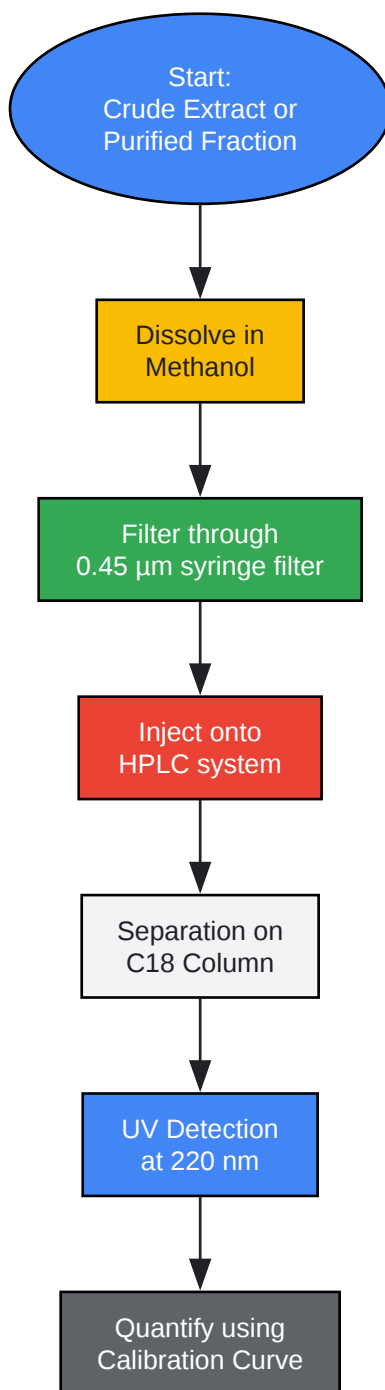 Start:
Crude Extract or
Purified Fraction
Dissolve in
Methanol
Filter through
0.45 µm syringe filter
Inject onto
HPLC system
Separation on
C18 Column
UV Detection
at 220 nm
Quantify using
Calibration Curve